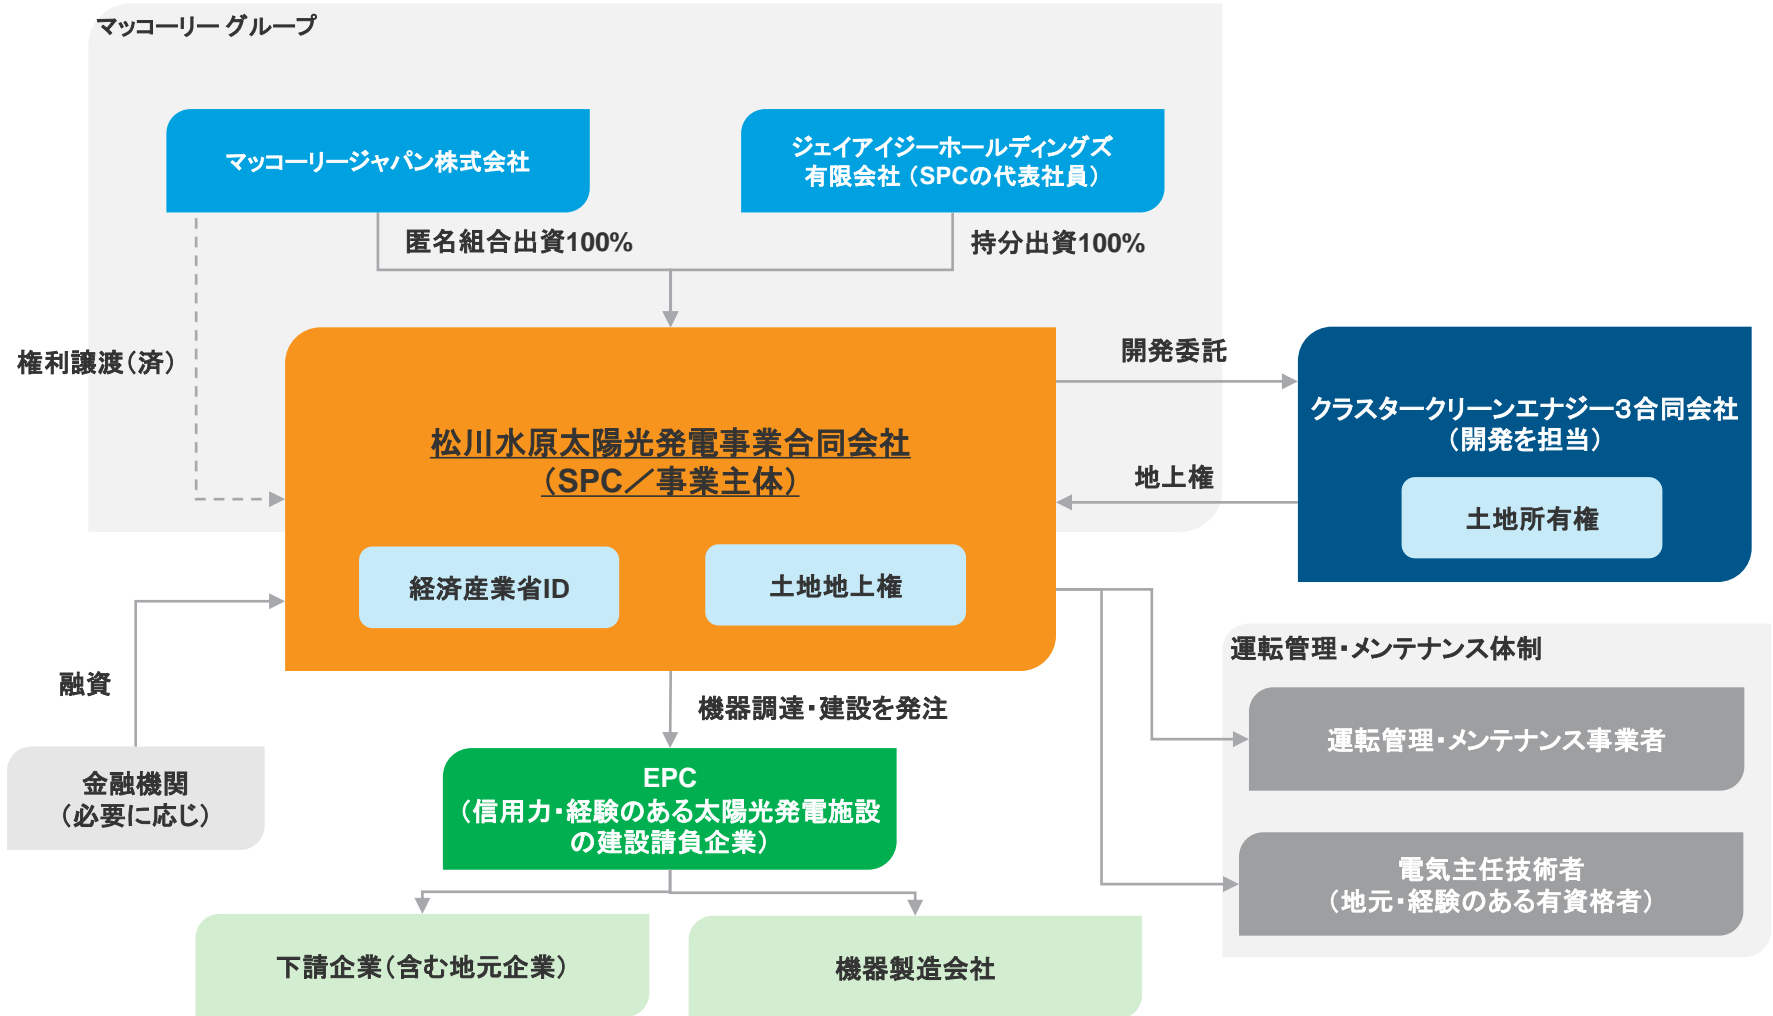 マッコーリー グループ
マッコーリージャパン株式会社
ジェイアイジーホールディングズ
有限会社（SPCの代表社員）
匿名組合出資100%
持分出資100%
権利譲渡（済）
開発委託
松川水原太陽光発電事業合同会社
（SPC／事業主体）
クラスタークリーンエナジー３合同会社
（開発を担当）
地上権
土地所有権
経済産業省ID
土地地上権
融資
機器調達・建設を発注
運転管理・メンテナンス体制
運転管理・メンテナンス事業者
金融機関
（必要に応じ）
EPC
（信用力・経験のある太陽光発電施設
の建設請負企業）
電気主任技術者
（地元・経験のある有資格者）
下請企業（含む地元企業）
機器製造会社